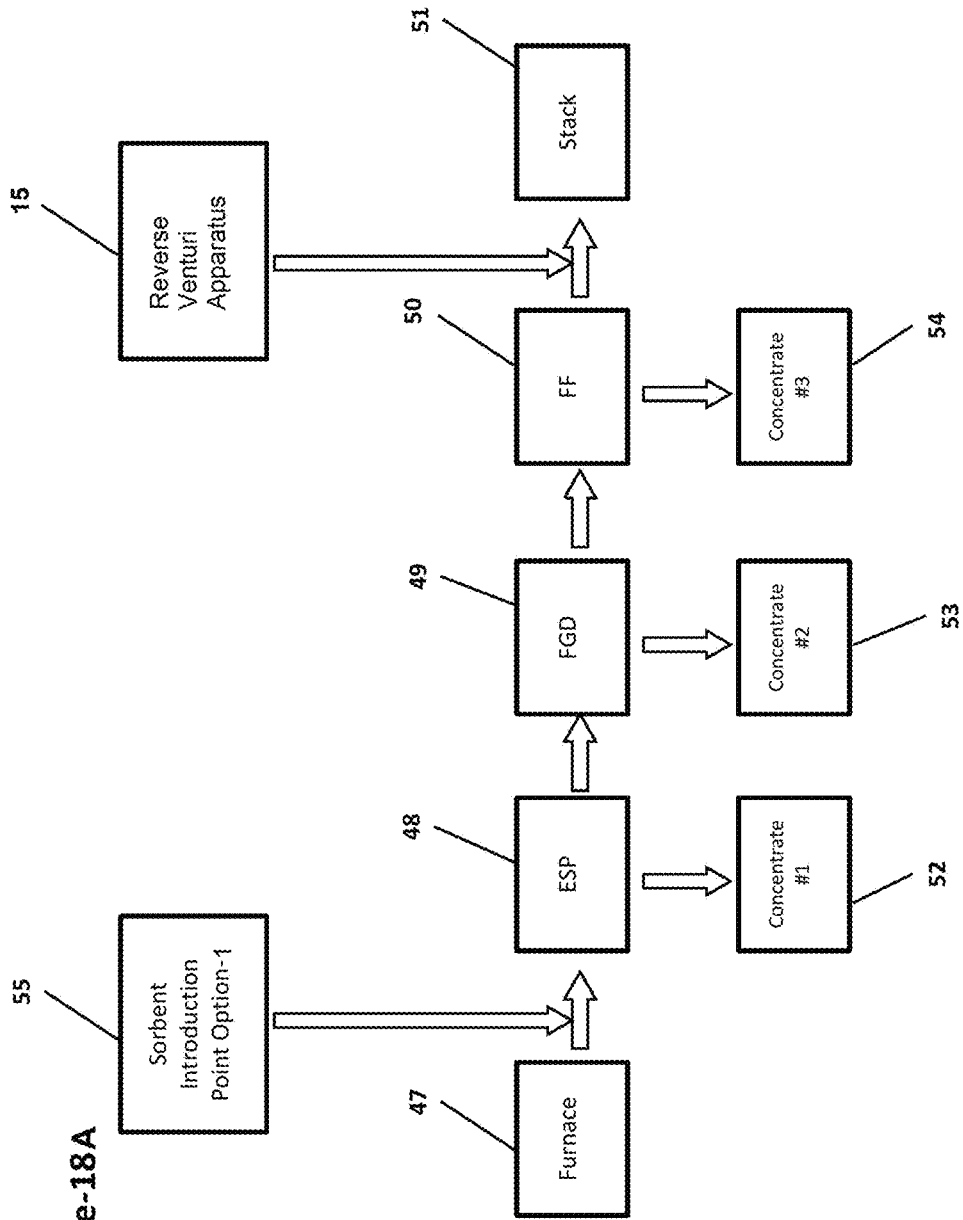 55
15
e-18A
Sorbent
Introduction
Point Option-1
Reverse
Venturi
Apparatus
47
48
49
50
51
Furnace
ESP
FGD
FF
Stack
Concentrate
#1
Concentrate
#2
Concentrate
#3
52
53
54